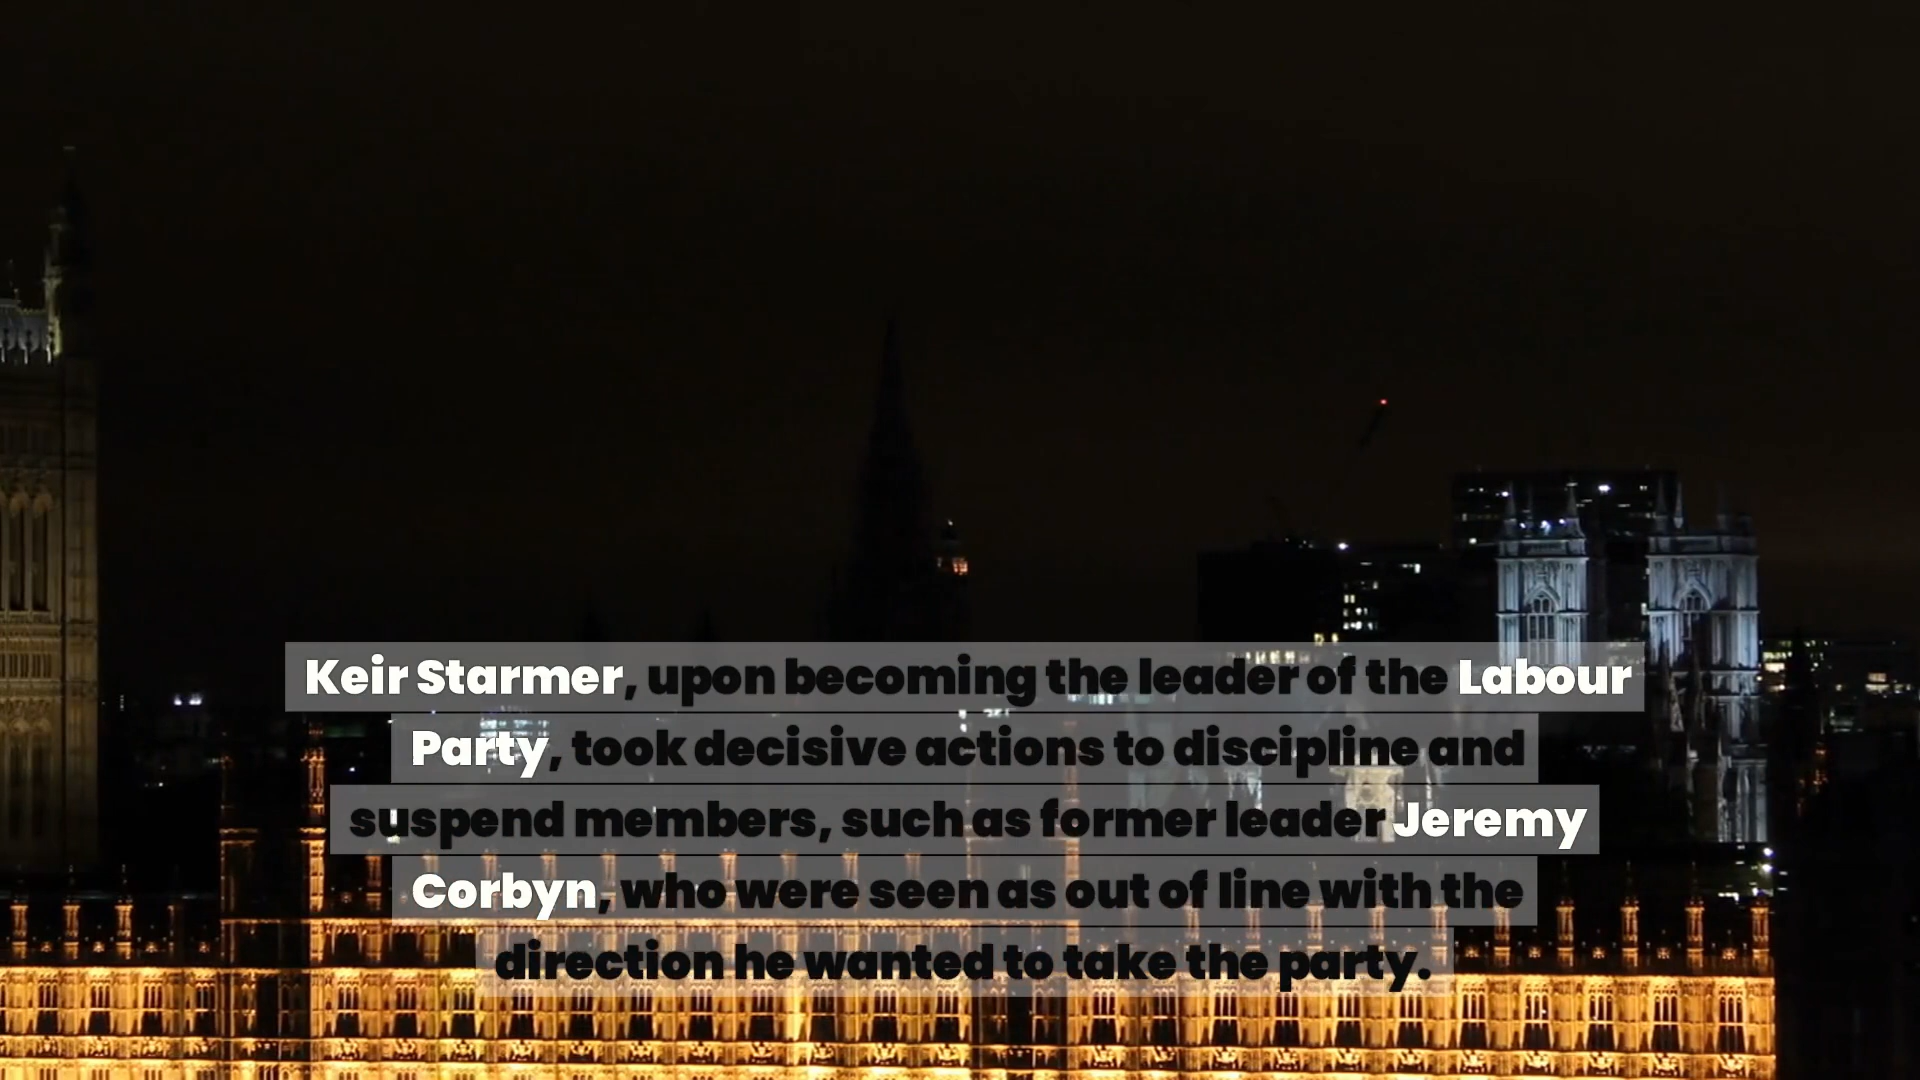 Keir Starmer, upon becoming the leader of the Labour
Party, took decisive actions to discipline and
suspend members, such as former leader Jeremy
Corbyn, who were seen as out of line with the
direction he wanted to take the party.